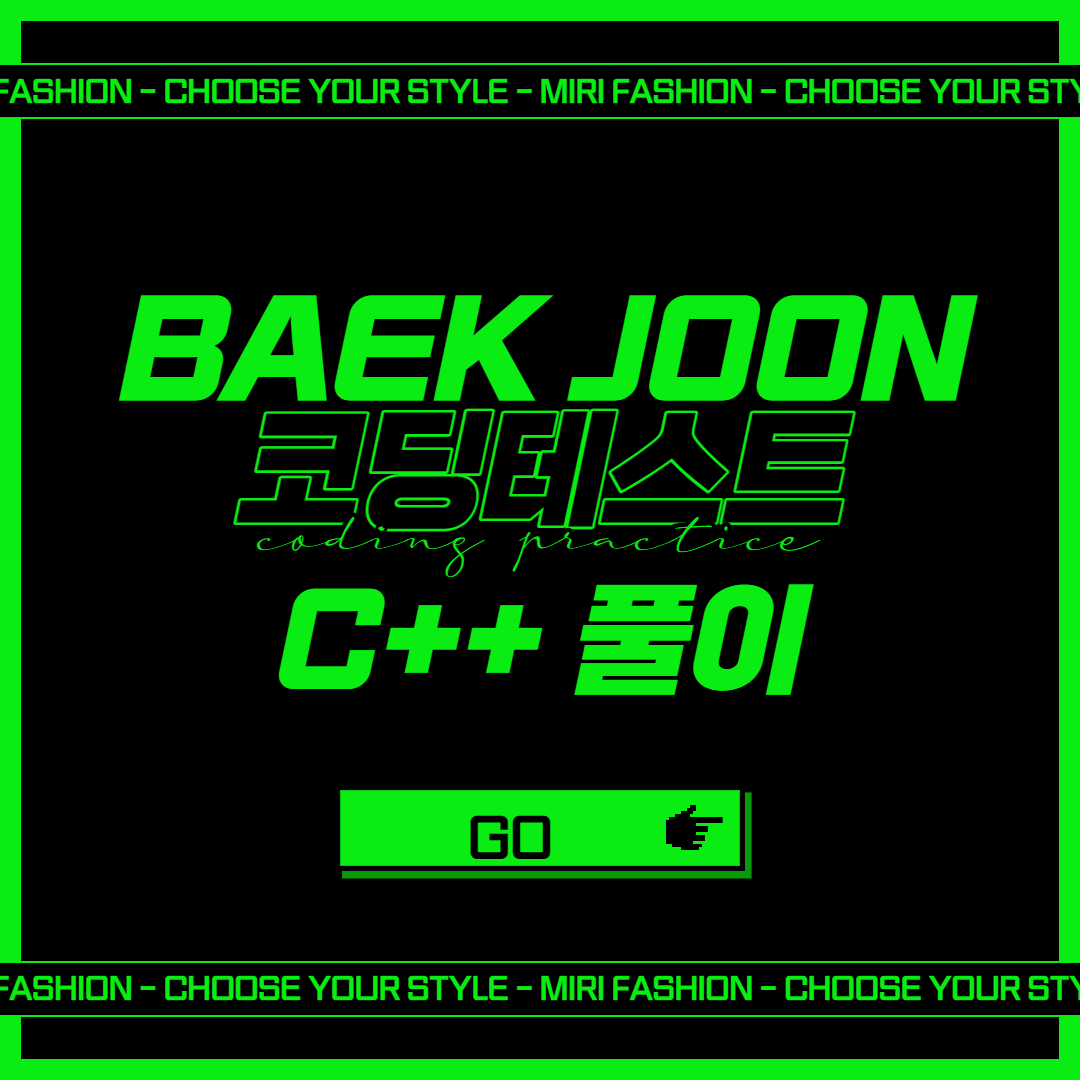 FASHION - CHOOSE YOUR STYLE - MIRI FASHION - CHOOSE YOUR STY
BAEK JOON
코딩테스트
coding practice
C++ 풀이
GO
FASHION - CHOOSE YOUR STYLE - MIRI FASHION - CHOOSE YOUR STY